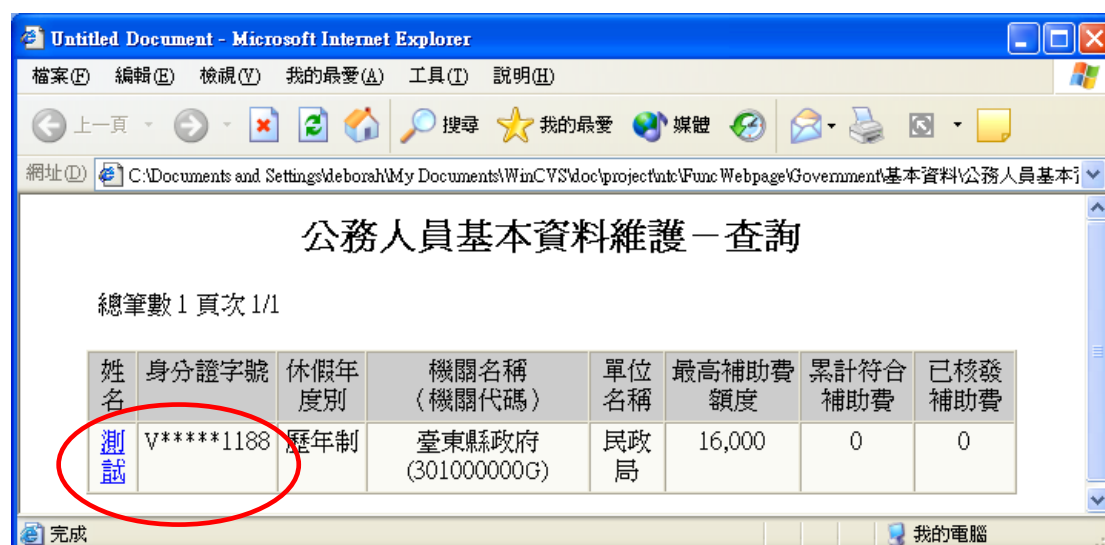 Untitled Document - Microsoft Internet Explorer
檔案(F) 編輯(E) 檢視(V) 我的最愛(A) 工具(T) 說明(H)
上一頁 搜尋 我的最愛 媒體
網址(D) C:\Documents and Settings\deborah\My Documents\WinCVS\doc\project\ntc\Func Webpage\Government\基本資料\公務人員基本
公務人員基本資料維護－查詢
總筆數 1 頁次 1/1
姓名 身分證字號 休假年度別 機關名稱（機關代碼） 單位名稱 最高補助費額度 累計符合補助費 已核發補助費
測試 V*****1188 歷年制 臺東縣政府(301000000G) 民政局 16,000 0 0
完成 我的電腦